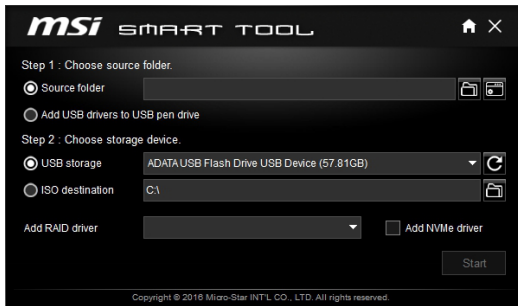 msi SMART TOOL
Step 1 : Choose source folder.
Source folder
Add USB drivers to USB pen drive
Step 2 : Choose storage device.
USB storage ADATA USB Flash Drive USB Device (57.81GB)
ISO destination C:\
Add RAID driver Add NVMe driver
Start
Copyright © 2016 Micro-Star INT'L CO., LTD. All rights reserved.